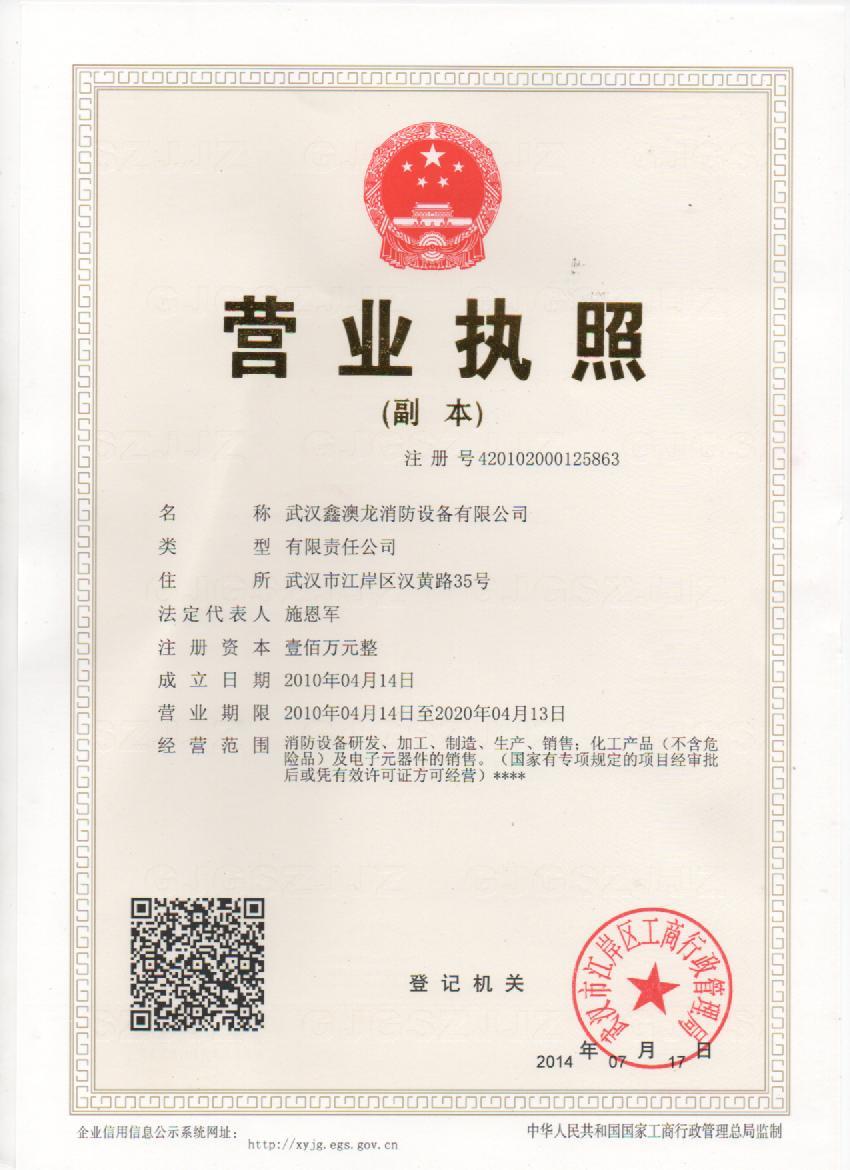 营业执照
(副 本)
注 册 号420102000125863
名 称 武汉鑫澳龙消防设备有限公司
类 型 有限责任公司
住 所 武汉市江岸区汉黄路35号
法定代表人 施恩军
注 册 资 本 壹佰万元整
成 立 日 期 2010年04月14日
营 业 期 限 2010年04月14日至2020年04月13日
经 营 范 围 消防设备研发、加工、制造、生产、销售；化工产品（不含危
险品）及电子元器件的销售。（国家有专项规定的项目经审批
后或凭有效许可证方可经营）****
武汉市江岸区工商行政管理局
登 记 机 关
2014 年 07 月 17 日
企业信用信息公示系统网址：
http://xyjg.egs.gov.cn
中华人民共和国国家工商行政管理总局监制